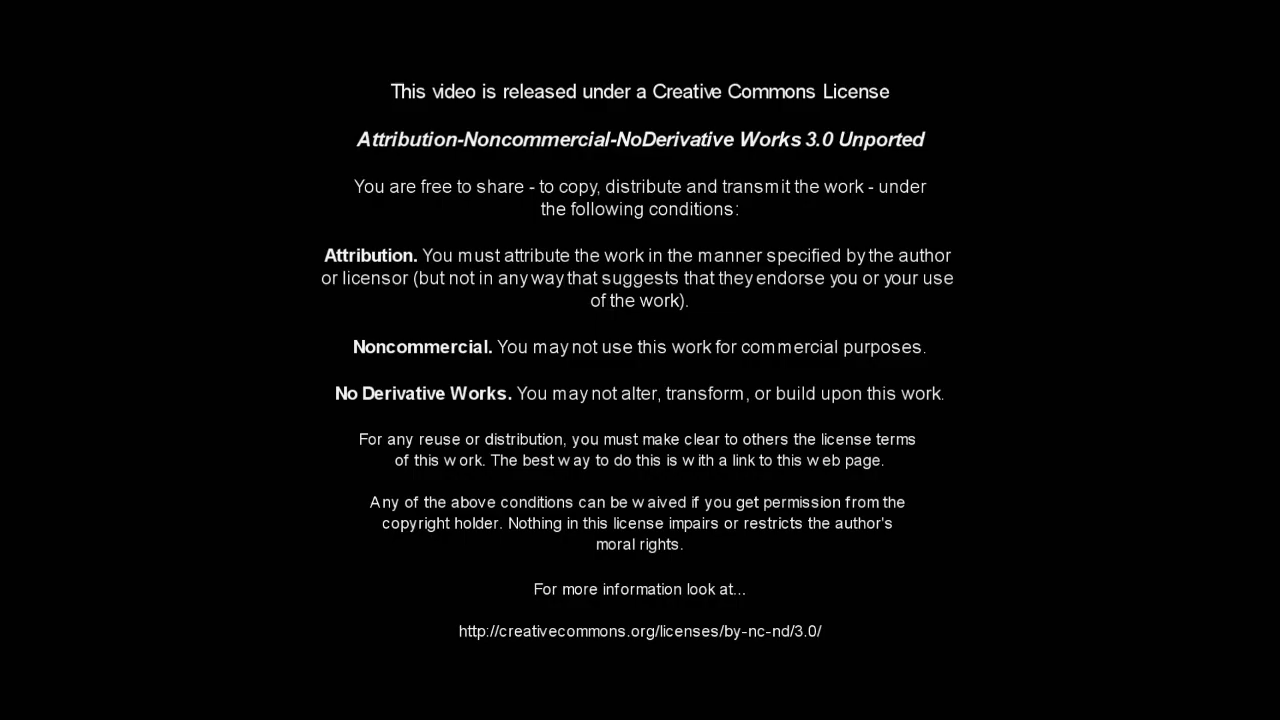 This video is released under a Creative Commons License
Attribution-Noncommercial-NoDerivative Works 3.0 Unported
You are free to share - to copy, distribute and transmit the work - under
the following conditions:
Attribution. You must attribute the work in the manner specified by the author
or licensor (but not in any way that suggests that they endorse you or your use
of the work).
Noncommercial. You may not use this work for commercial purposes.
No Derivative Works. You may not alter, transform, or build upon this work.
For any reuse or distribution, you must make clear to others the license terms
of this work. The best way to do this is with a link to this web page.
Any of the above conditions can be waived if you get permission from the
copyright holder. Nothing in this license impairs or restricts the author's
moral rights.
For more information look at...
http://creativecommons.org/licenses/by-nc-nd/3.0/